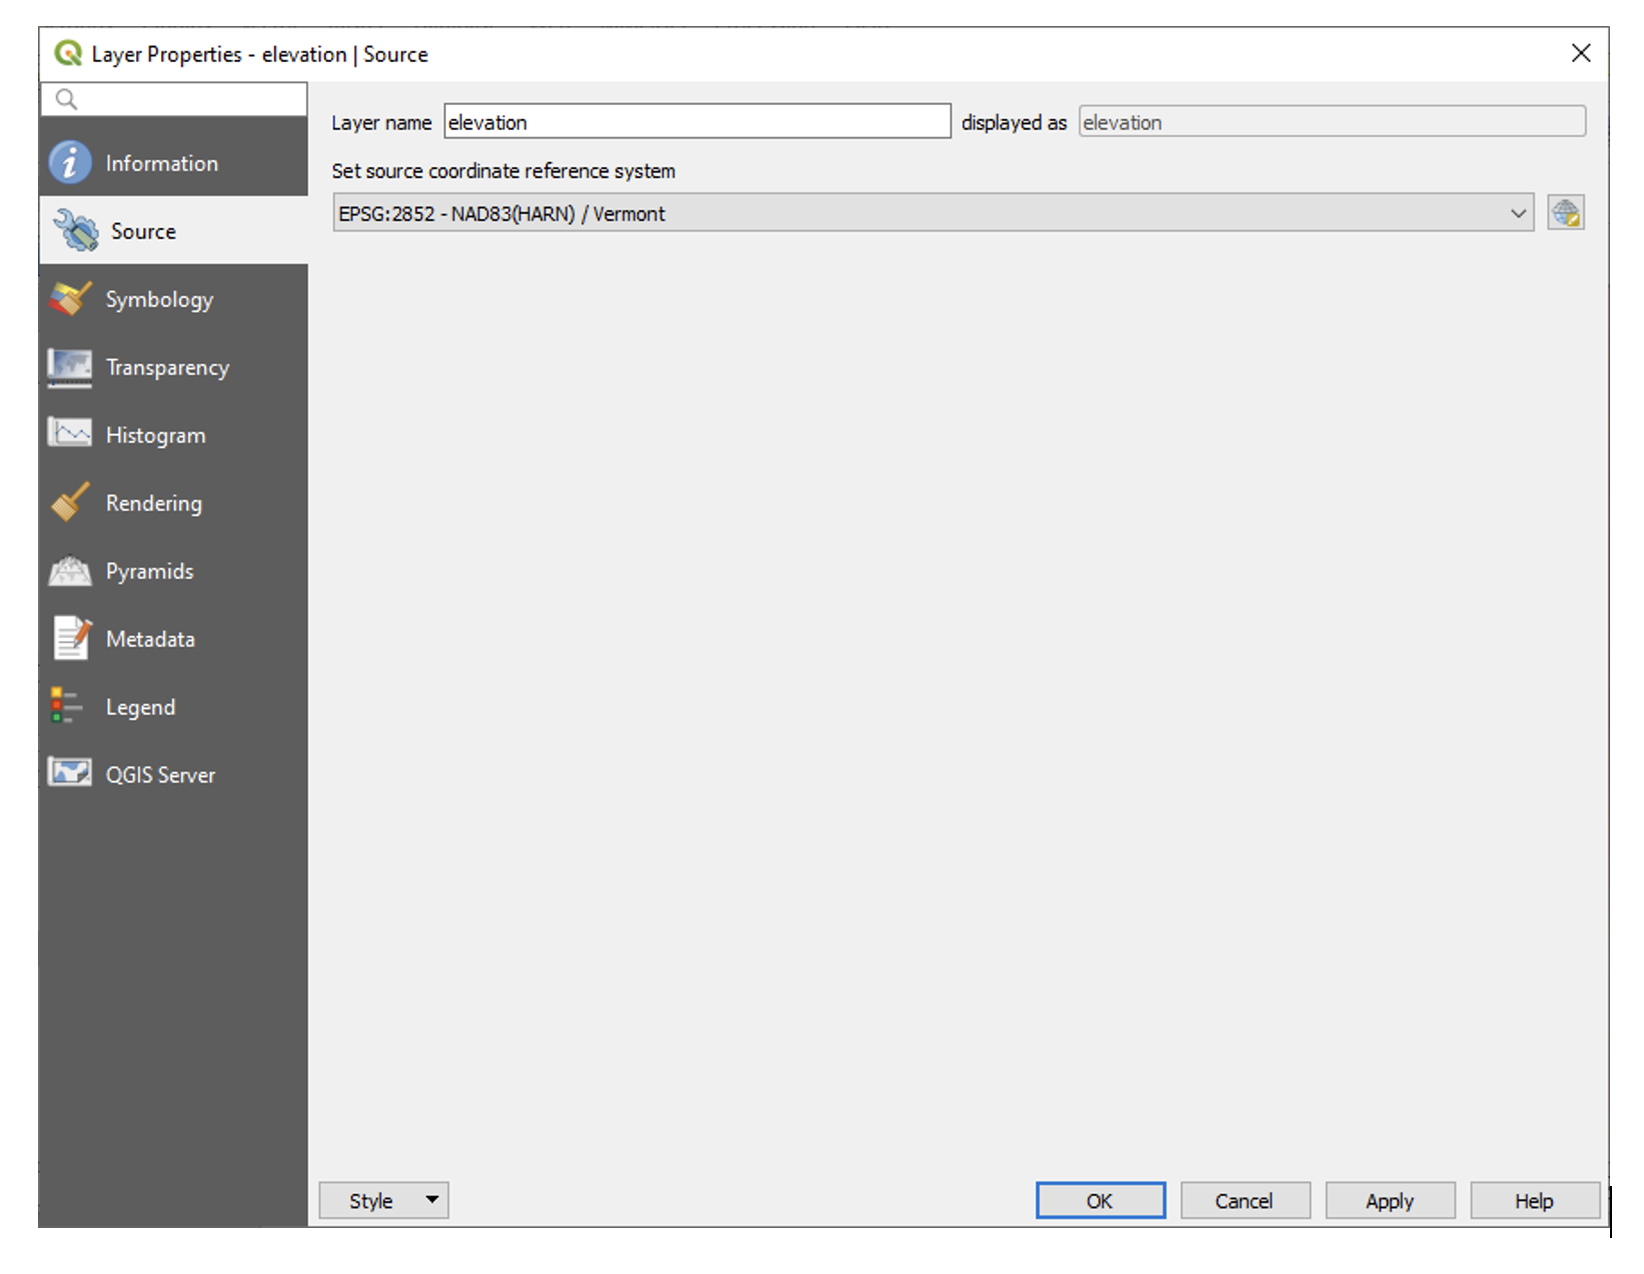 Layer Properties - elevation | Source
Layer name elevation displayed as elevation
Set source coordinate reference system
EPSG:2852 - NAD83(HARN) / Vermont
Information
Source
Symbology
Transparency
Histogram
Rendering
Pyramids
Metadata
Legend
QGIS Server
Style OK Cancel Apply Help